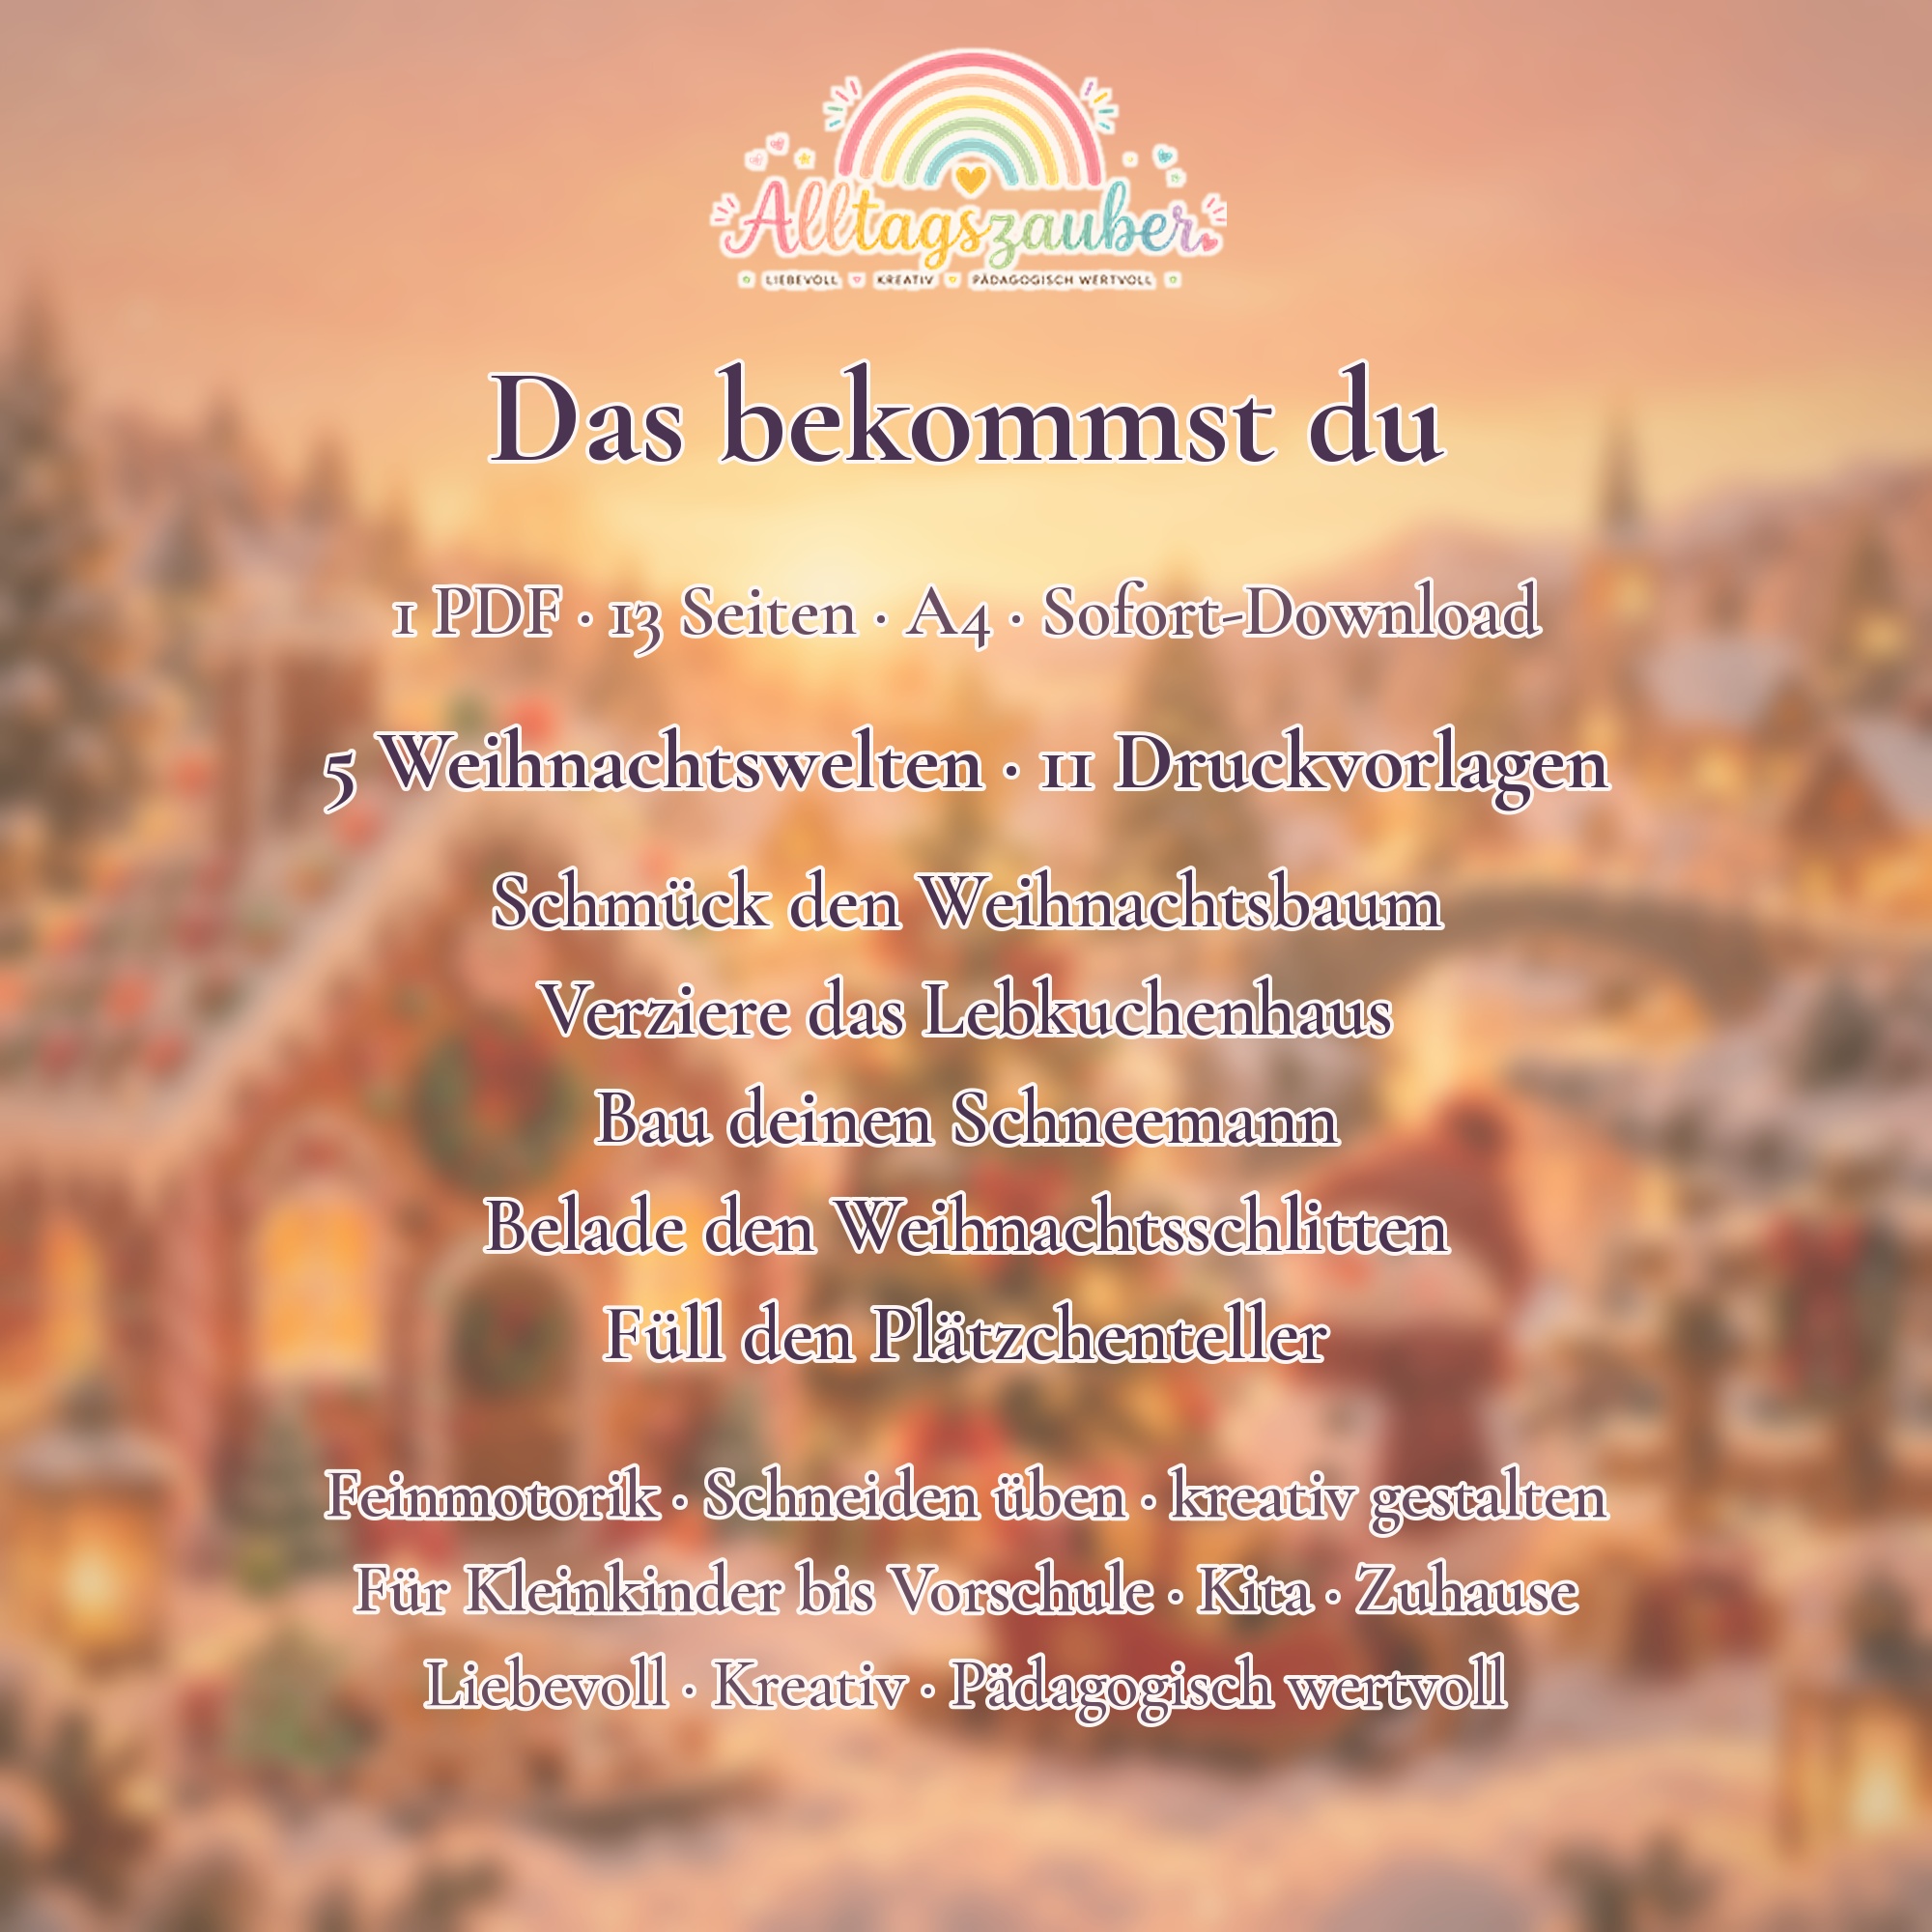 Alltagszauber
LIEBEVOLL KREATIV PÄDAGOGISCH WERTVOLL
Das bekommst du
1 PDF · 13 Seiten · A4 · Sofort-Download
5 Weihnachtswelten · 11 Druckvorlagen
Schmück den Weihnachtsbaum
Verziere das Lebkuchenhaus
Bau deinen Schneemann
Belade den Weihnachtsschlitten
Füll den Plätzchenteller
Feinmotorik · Schneiden üben · kreativ gestalten
Für Kleinkinder bis Vorschule · Kita · Zuhause
Liebevoll · Kreativ · Pädagogisch wertvoll